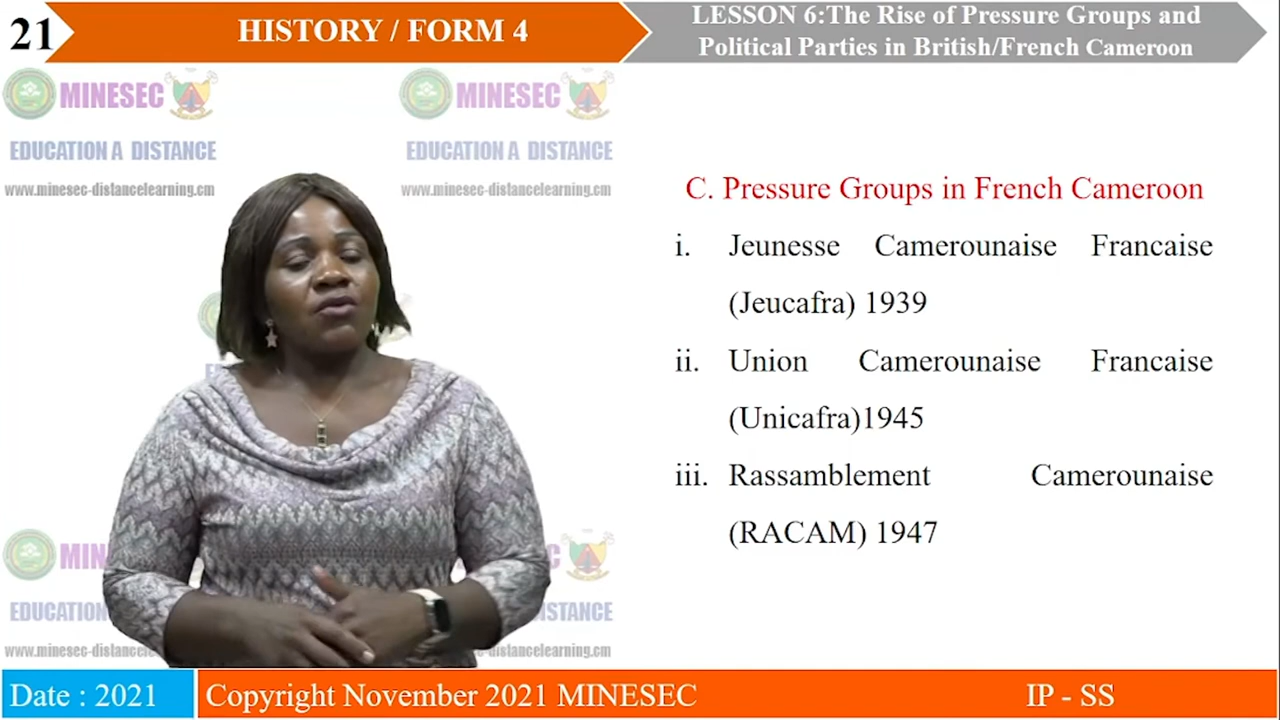 21
HISTORY / FORM 4
LESSON 6:The Rise of Pressure Groups and
Political Parties in British/French Cameroon
MINESEC
MINESEC
EDUCATION A DISTANCE
EDUCATION A DISTANCE
www.minesec-distancelearning.cm
www.minesec-distancelearning.cm
C. Pressure Groups in French Cameroon
i. Jeunesse Camerounaise Francaise
(Jeucafra) 1939
ii. Union Camerounaise Francaise
(Unicafra)1945
iii. Rassamblement Camerounaise
(RACAM) 1947
Date : 2021
Copyright November 2021 MINESEC
IP - SS